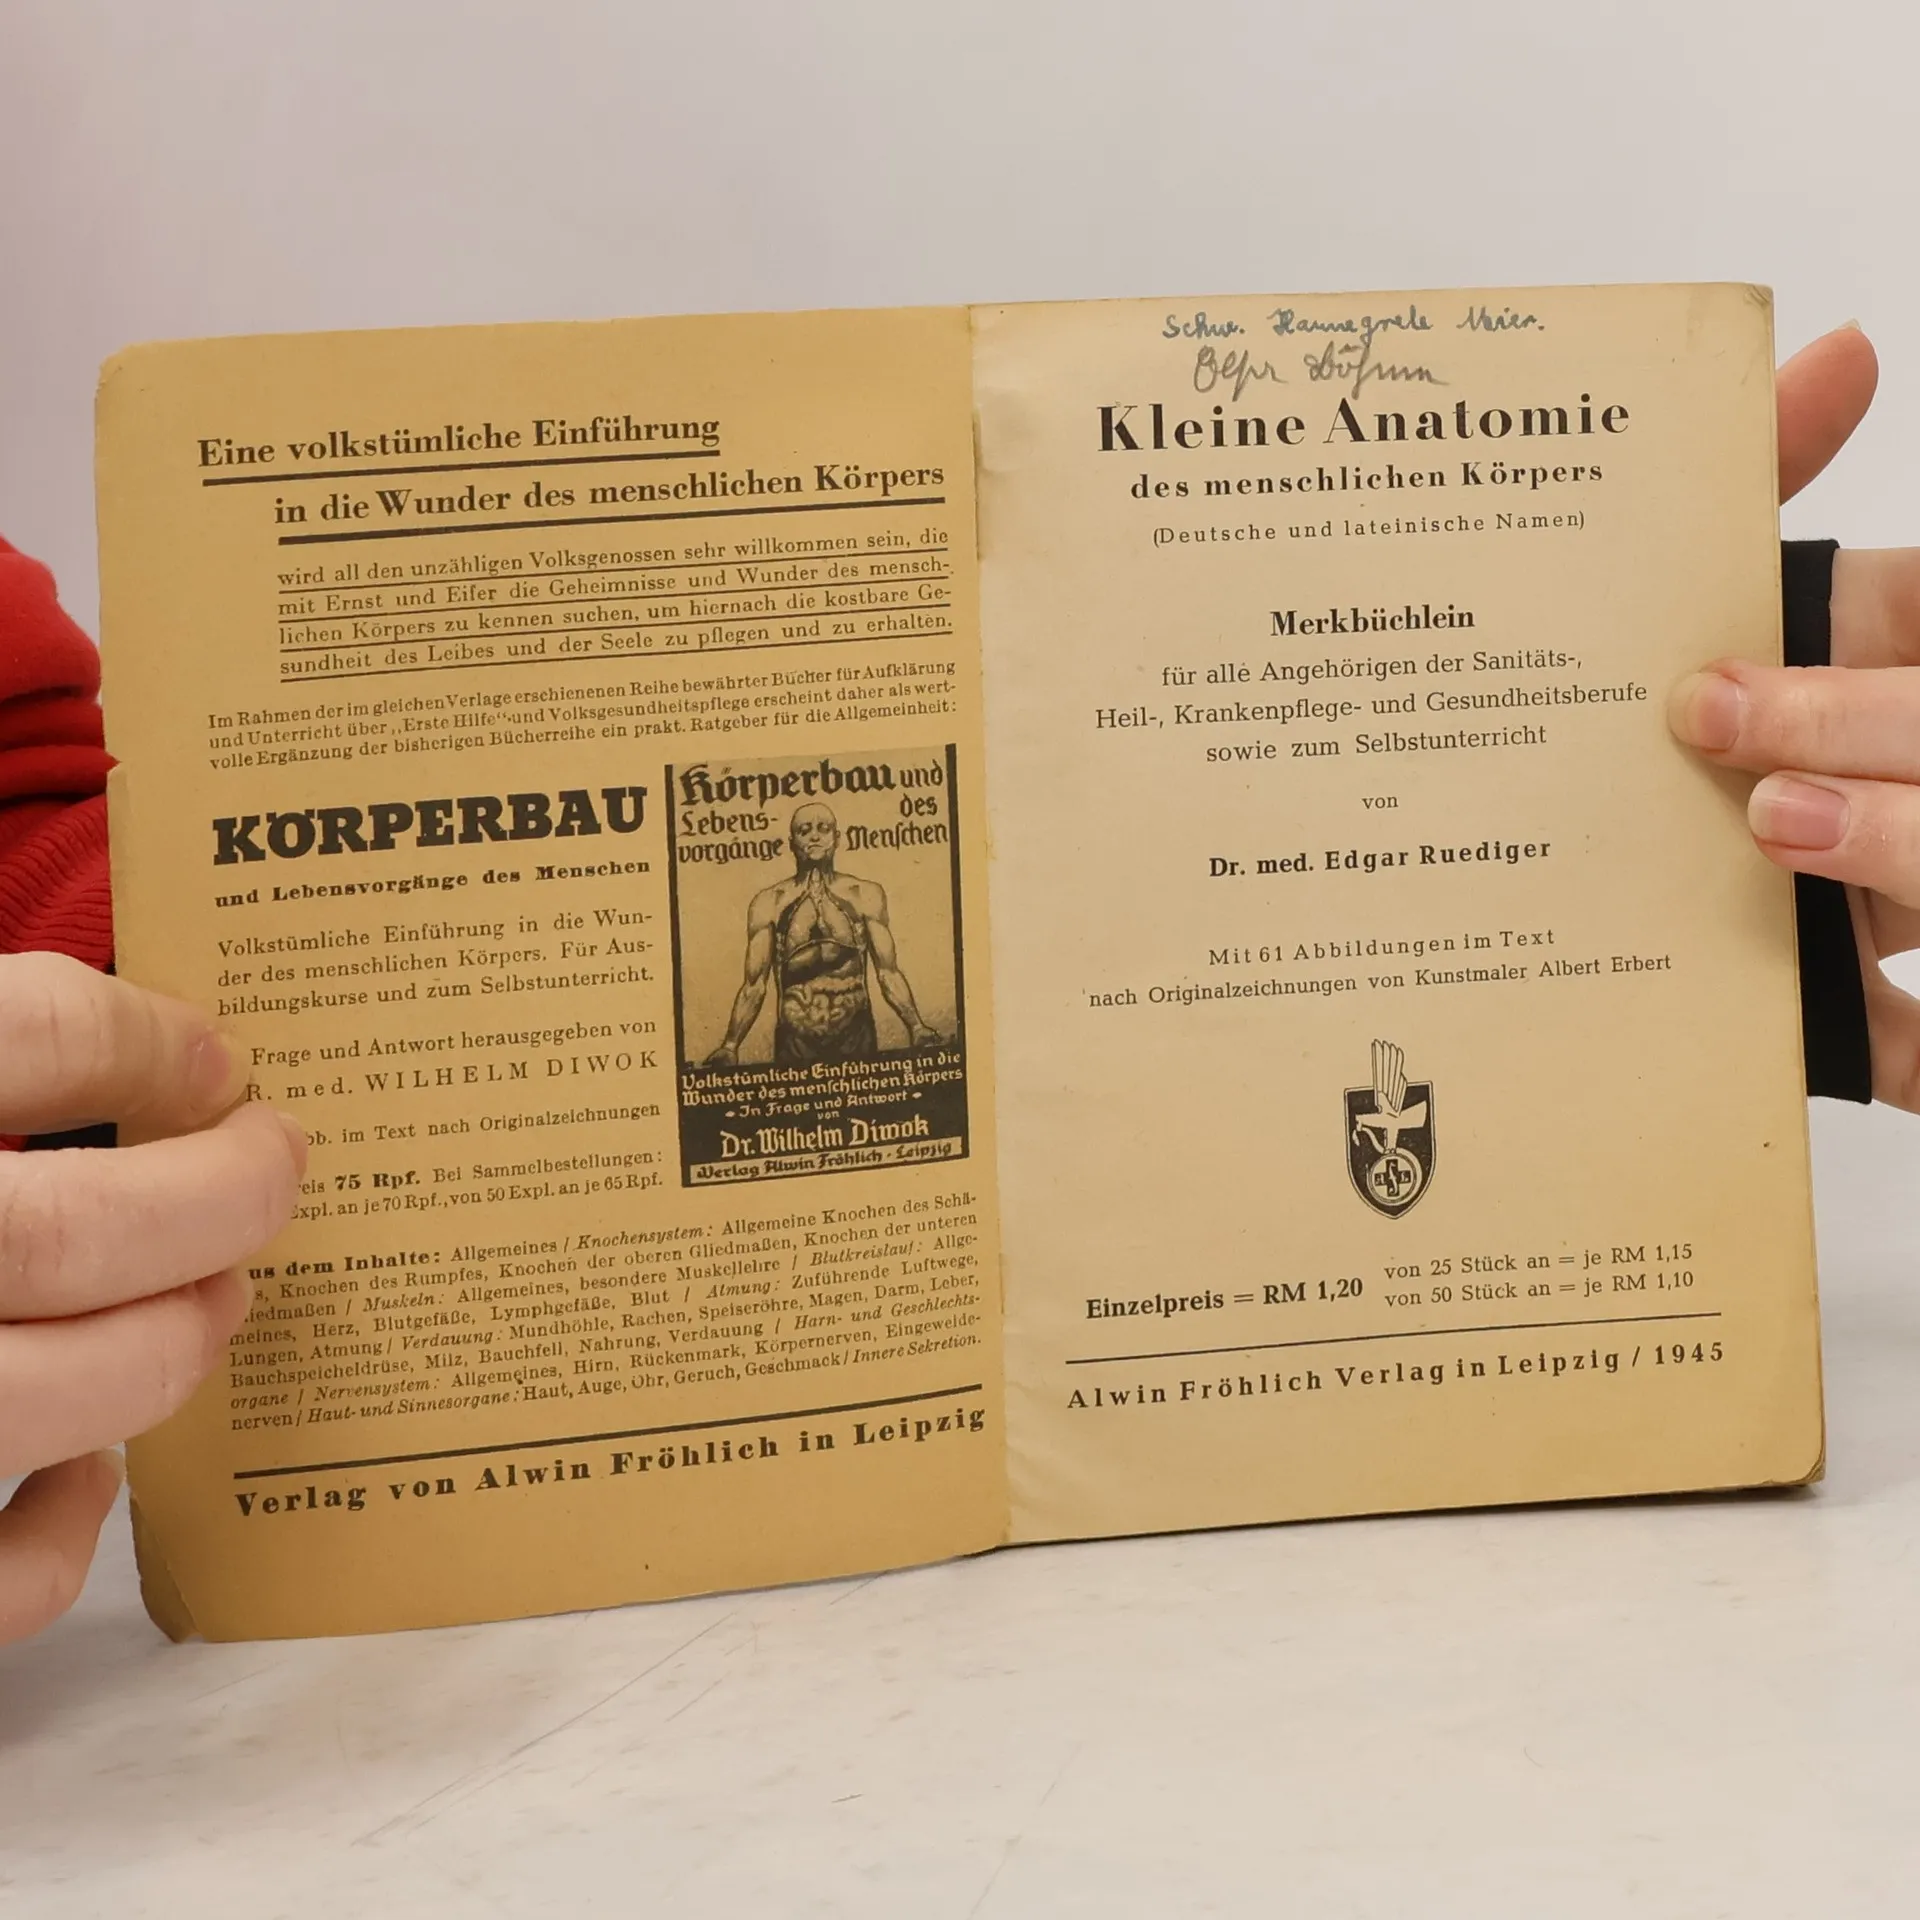 Eine volkstümliche Einführung
in die Wunder des menschlichen Körpers
wird all den unzähligen Volksgenossen sehr willkommen sein, die
mit Ernst und Eifer die Geheimnisse und Wunder des mensch-
lichen Körpers zu kennen suchen, um hiernach die kostbare Ge-
sundheit des Leibes und der Seele zu pflegen und zu erhalten.
Im Rahmen der im gleichen Verlage erschienenen Reihe bewährter Bücher für Aufklärung
und Unterricht über „Erste Hilfe“ und Volksgesundheitspflege erscheint daher als wert-
volle Ergänzung der bisherigen Bücherreihe ein prakt. Ratgeber für die Allgemeinheit:
KÖRPERBAU
und Lebensvorgänge des Menschen
Volkstümliche Einführung in die Wun-
der des menschlichen Körpers. Für Aus-
bildungskurse und zum Selbstunterricht.
Frage und Antwort herausgegeben von
R. med. WILHELM DIWOK
bb. im Text nach Originalzeichnungen
eis 75 Rpf. Bei Sammelbestellungen:
Expl. an je 70 Rpf., von 50 Expl. an je 65 Rpf.
Körperbau und
Lebens- des
vorgänge Menschen
Volkstümliche Einführung in die
Wunder des menschlichen Körpers
• In Frage und Antwort •
von
Dr. Wilhelm Diwok
Verlag Alwin Fröhlich · Leipzig
us dem Inhalte: Allgemeines / Knochensystem: Allgemeine Knochen des Schä-
s, Knochen des Rumpfes, Knochen der oberen Gliedmaßen, Knochen der unteren
iedmaßen / Muskeln: Allgemeines, besondere Muskellehre / Blutkreislauf: Allge-
meines, Herz, Blutgefäße, Lymphgefäße, Blut / Atmung: Zuführende Luftwege,
Lungen, Atmung / Verdauung: Mundhöhle, Rachen, Speiseröhre, Magen, Darm, Leber,
Bauchspeicheldrüse, Milz, Bauchfell, Nahrung, Verdauung / Harn- und Geschlechts-
organe / Nervensystem: Allgemeines, Hirn, Rückenmark, Körpernerven, Eingeweide-
nerven / Haut- und Sinnesorgane: Haut, Auge, Ohr, Geruch, Geschmack / Innere Sekretion.
Verlag von Alwin Fröhlich in Leipzig
Schw. Hannegrete Meier.
Böhm
Kleine Anatomie
des menschlichen Körpers
(Deutsche und lateinische Namen)
Merkbüchlein
für alle Angehörigen der Sanitäts-,
Heil-, Krankenpflege- und Gesundheitsberufe
sowie zum Selbstunterricht
von
Dr. med. Edgar Ruediger
Mit 61 Abbildungen im Text
nach Originalzeichnungen von Kunstmaler Albert Erbert
Einzelpreis = RM 1,20
von 25 Stück an = je RM 1,15
von 50 Stück an = je RM 1,10
Alwin Fröhlich Verlag in Leipzig / 1945